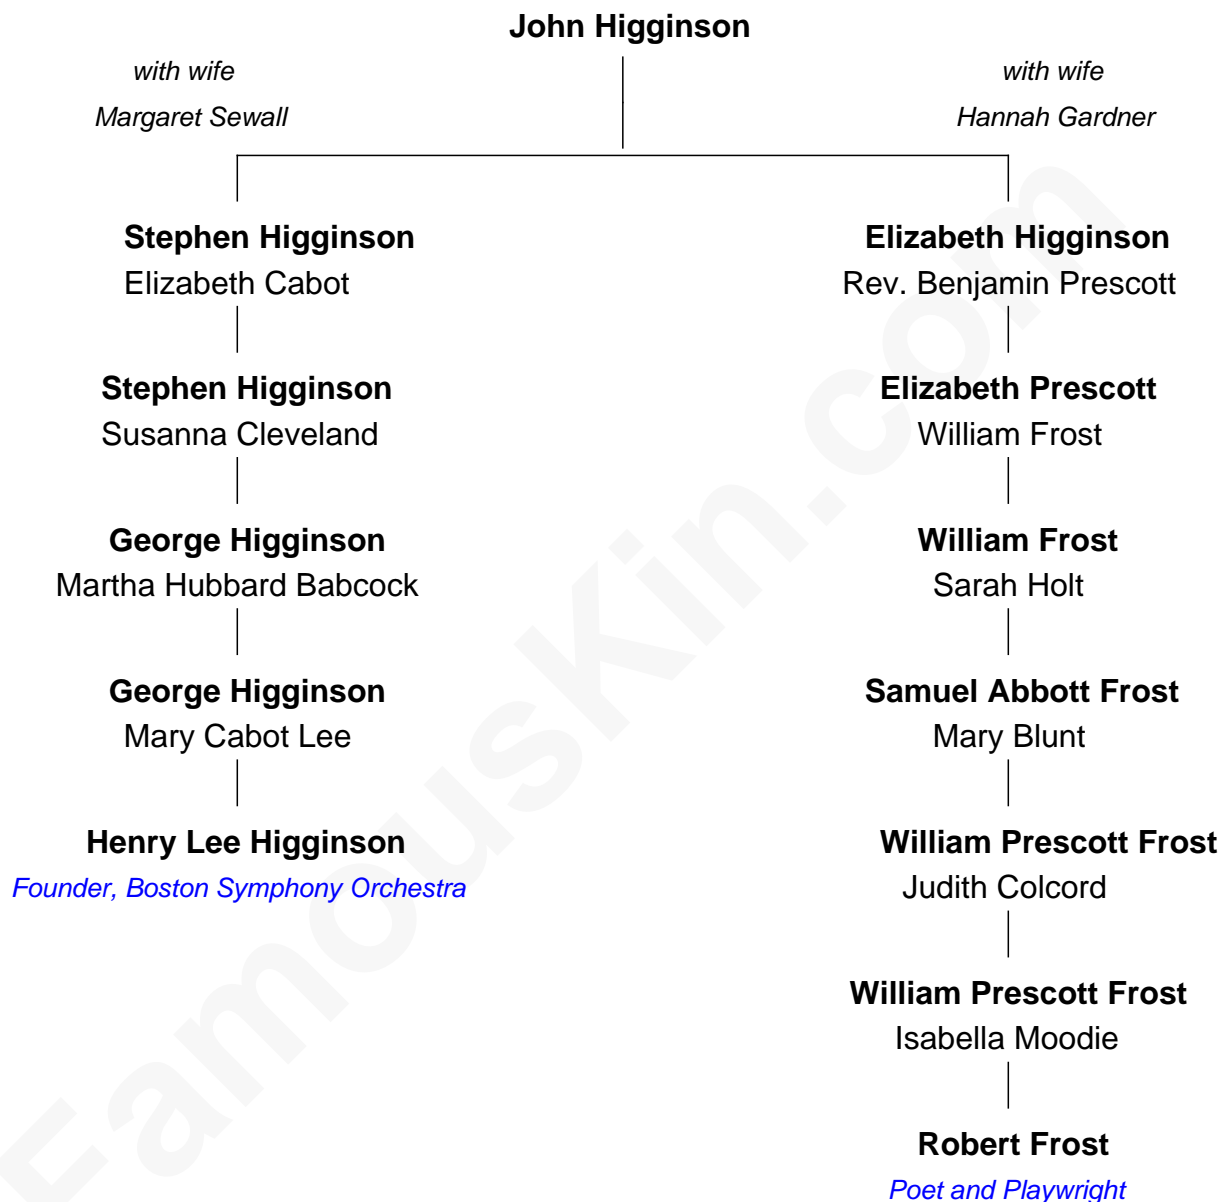 John Higginson
with wife
Margaret Sewall
with wife
Hannah Gardner
Stephen Higginson
Elizabeth Cabot
Elizabeth Higginson
Rev. Benjamin Prescott
Stephen Higginson
Susanna Cleveland
Elizabeth Prescott
William Frost
George Higginson
Martha Hubbard Babcock
William Frost
Sarah Holt
George Higginson
Mary Cabot Lee
Samuel Abbott Frost
Mary Blunt
Henry Lee Higginson
Founder, Boston Symphony Orchestra
William Prescott Frost
Judith Colcord
William Prescott Frost
Isabella Moodie
Robert Frost
Poet and Playwright
FamousKin.com